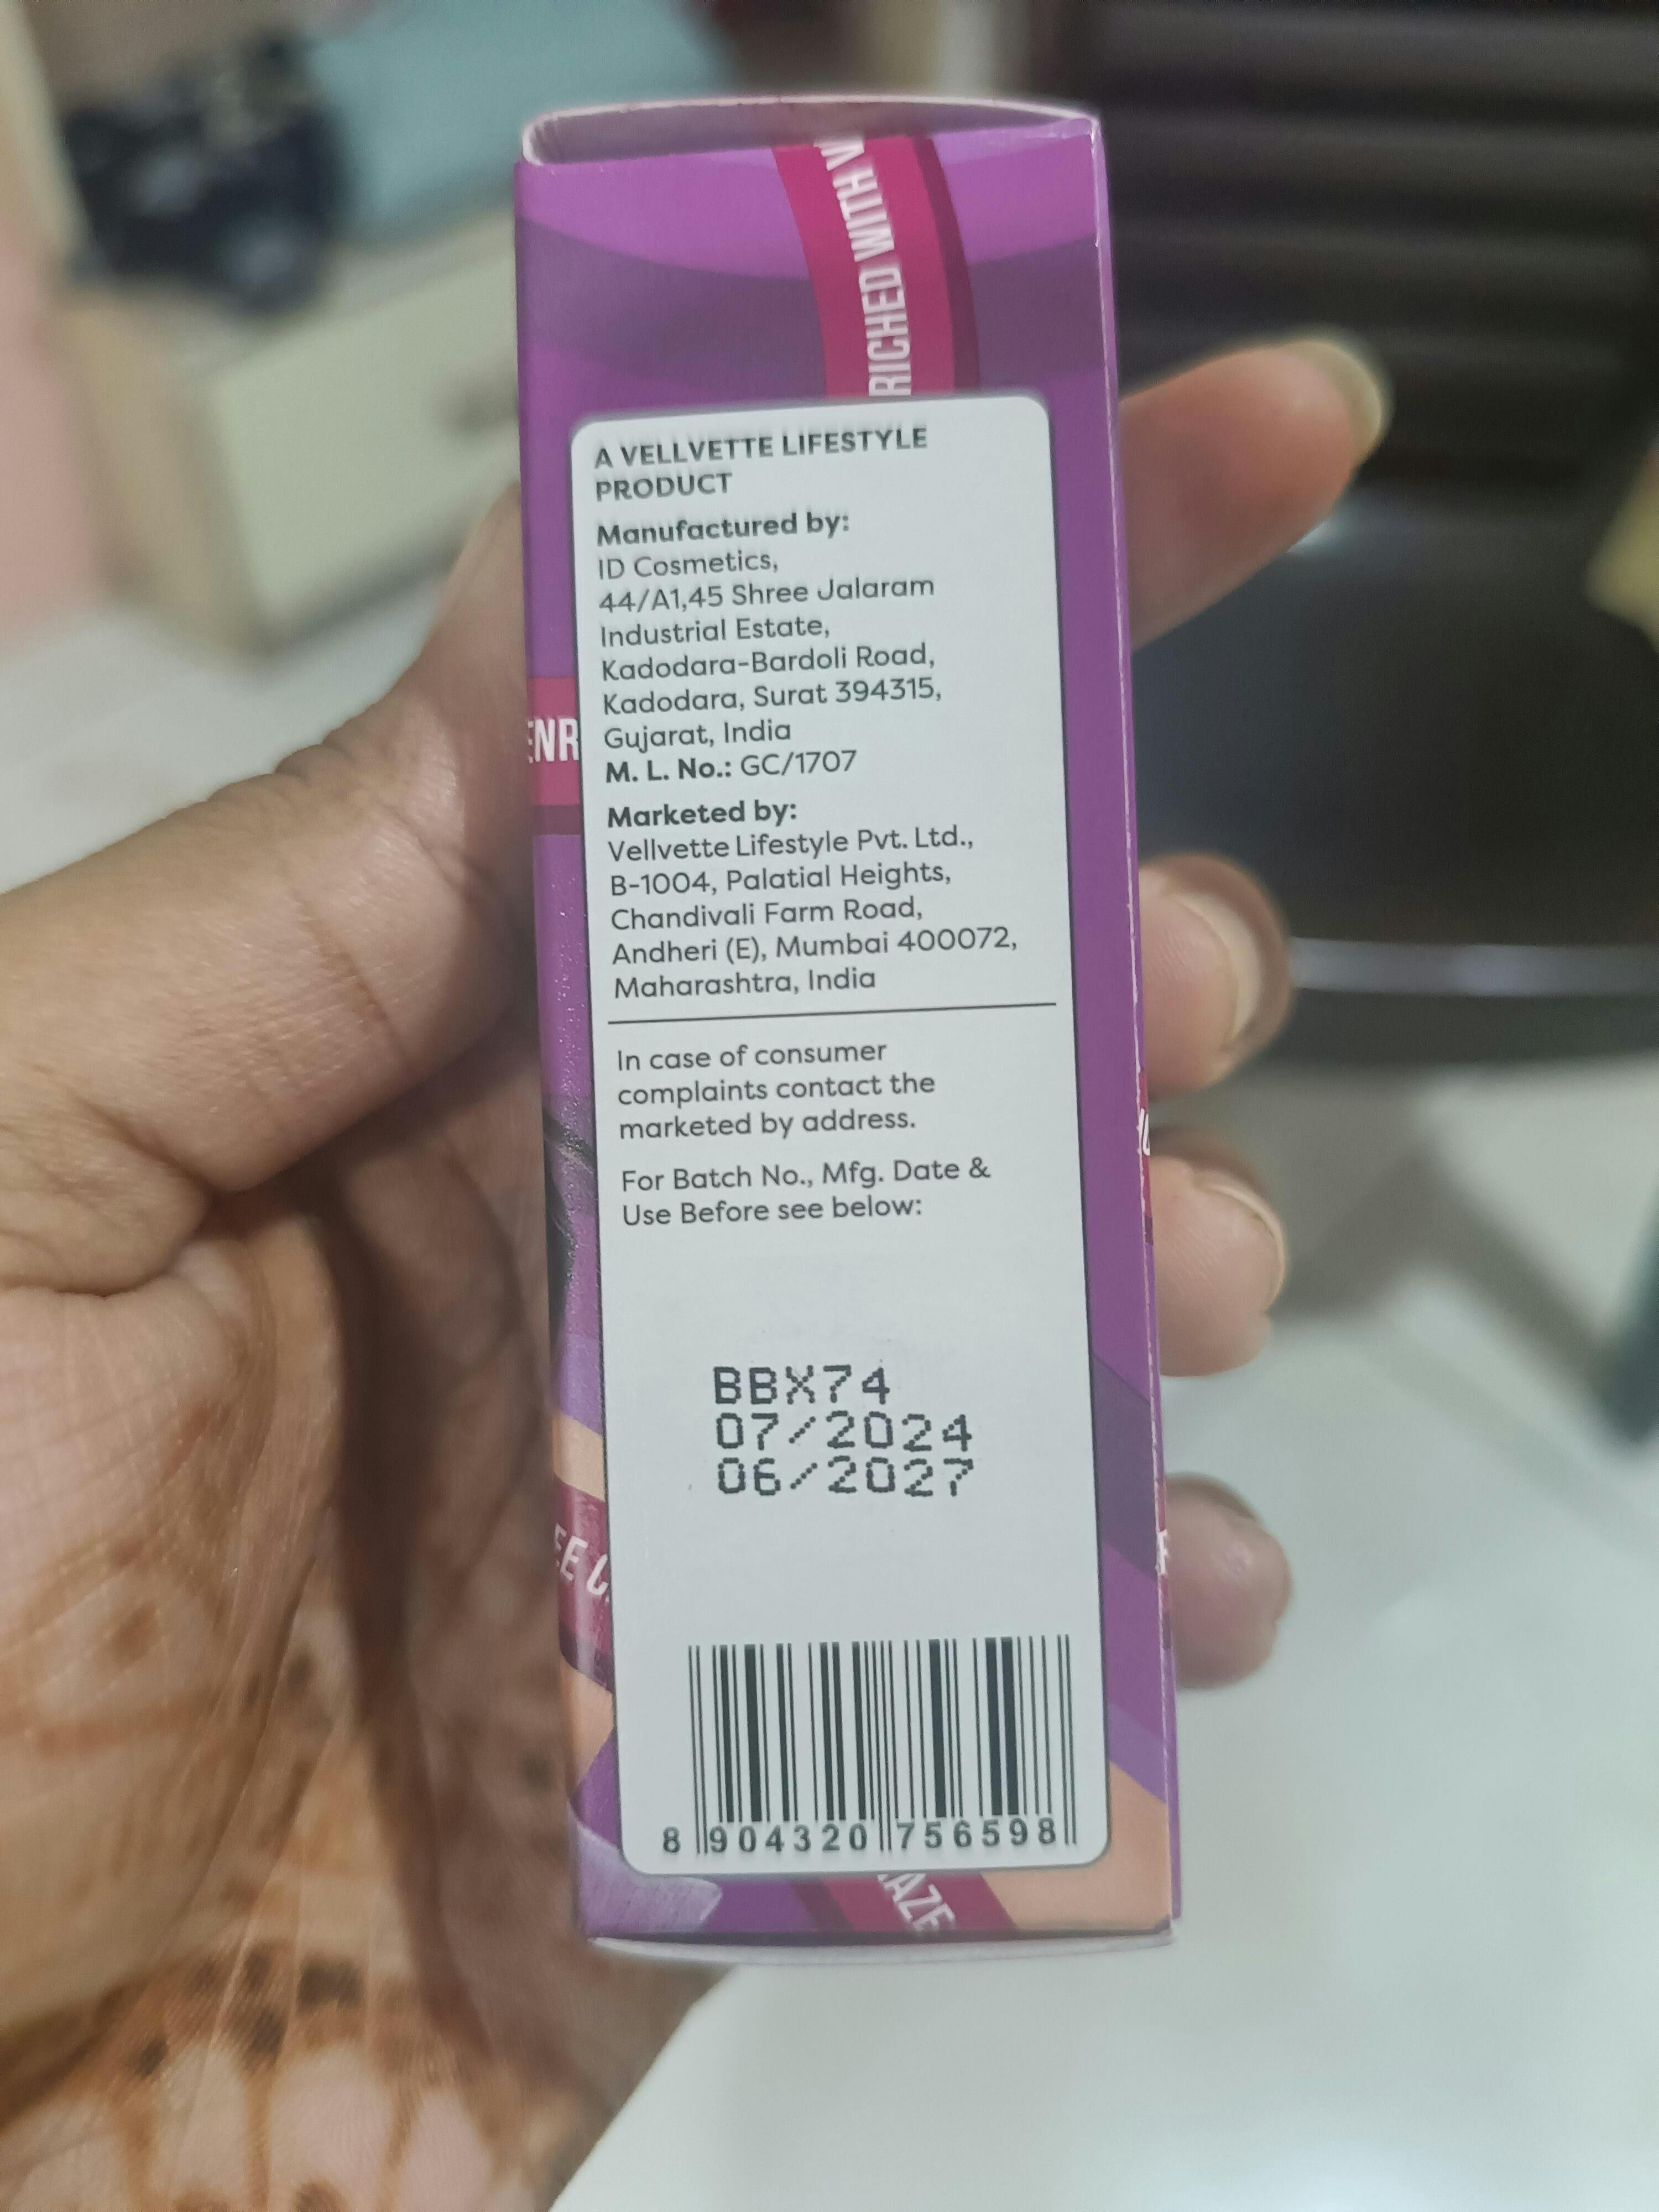 RICHED WITH
A VELLVETTE LIFESTYLE
PRODUCT
Manufactured by:
ID Cosmetics,
44/A1,45 Shree Jalaram
Industrial Estate,
Kadodara-Bardoli Road,
Kadodara, Surat 394315,
Gujarat, India
M. L. No.: GC/1707
ENR
Marketed by:
Vellvette Lifestyle Pvt. Ltd.,
B-1004, Palatial Heights,
Chandivali Farm Road,
Andheri (E), Mumbai 400072,
Maharashtra, India
In case of consumer
complaints contact the
marketed by address.
For Batch No., Mfg. Date &
Use Before see below:
BBX74
07/2024
06/2027
8 904320 756598